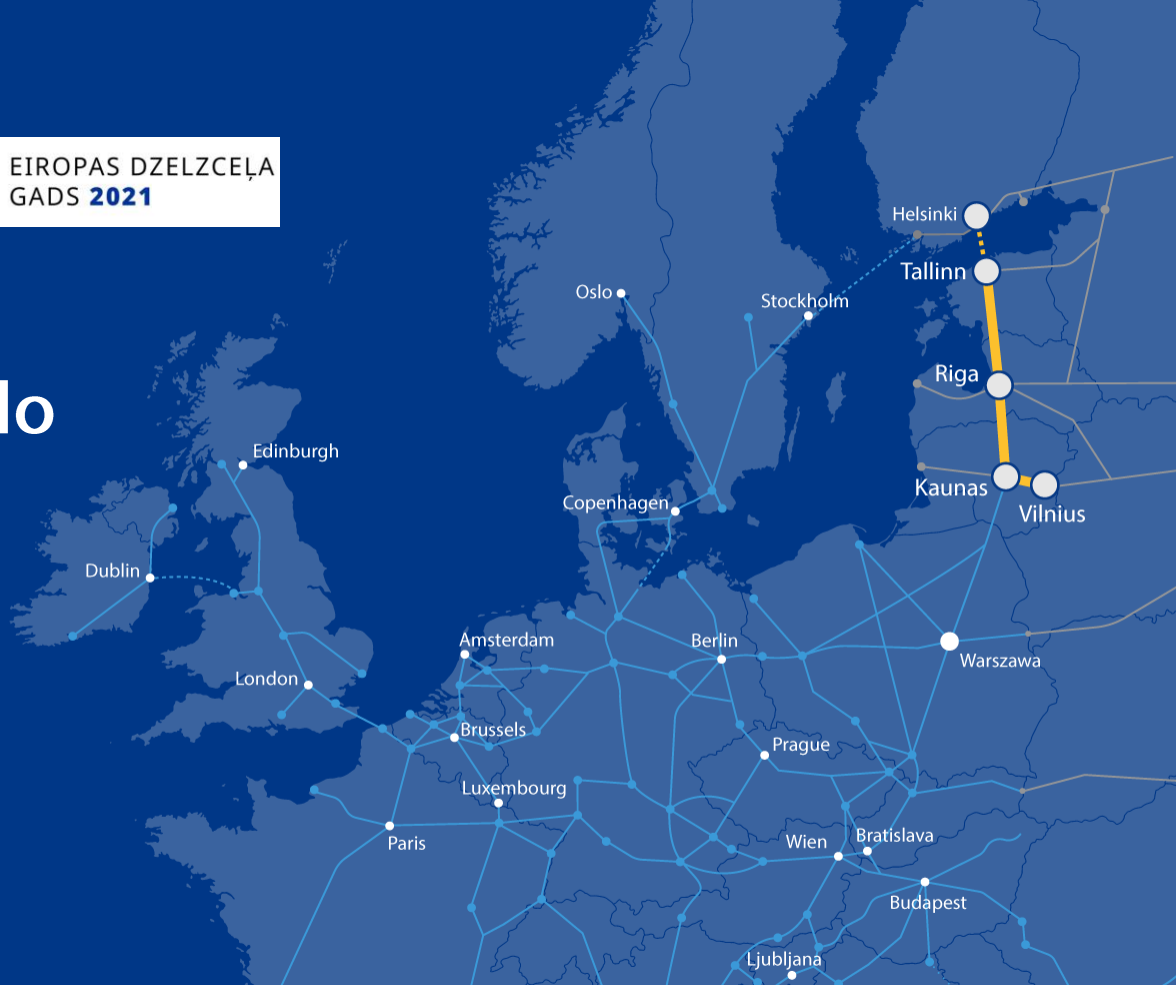 EIROPAS DZELZCEĻA
GADS 2021
Helsinki
Tallinn
Oslo
Stockholm
Riga
lo
Edinburgh
Kaunas
Copenhagen
Vilnius
Dublin
Amsterdam
Berlin
Warszawa
London
Brussels
Prague
Luxembourg
Paris
Wien
Bratislava
Budapest
Ljubljana